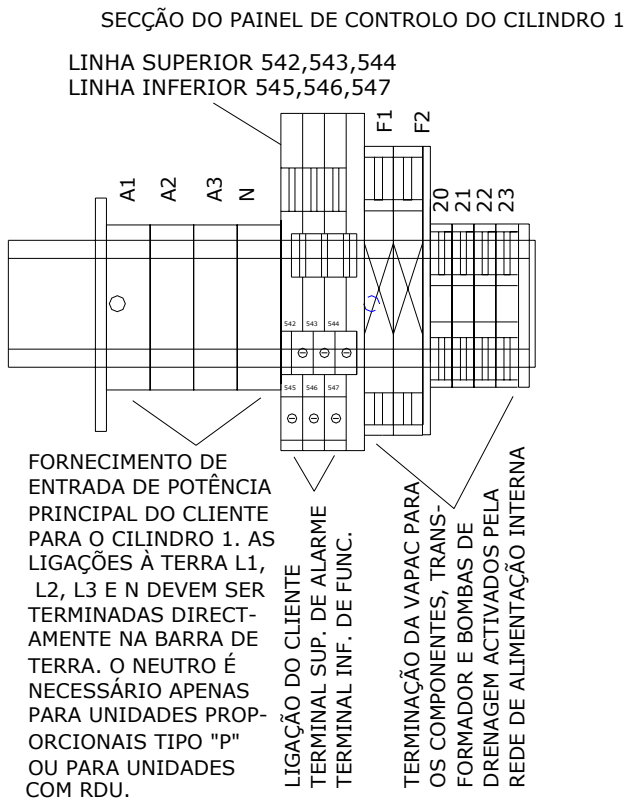 SECÇÃO DO PAINEL DE CONTROLO DO CILINDRO 1
LINHA SUPERIOR 542,543,544
LINHA INFERIOR 545,546,547
A1
A2
A3
N
F1
F2
20
21
22
23
542 543 544
545 546 547
FORNECIMENTO DE
ENTRADA DE POTÊNCIA
PRINCIPAL DO CLIENTE
PARA O CILINDRO 1. AS
LIGAÇÕES À TERRA L1,
L2, L3 E N DEVEM SER
TERMINADAS DIRECT-
AMENTE NA BARRA DE
TERRA. O NEUTRO É
NECESSÁRIO APENAS
PARA UNIDADES PROP-
ORCIONAIS TIPO "P"
OU PARA UNIDADES
COM RDU.
LIGAÇÃO DO CLIENTE
TERMINAL SUP. DE ALARME
TERMINAL INF. DE FUNC.
TERMINAÇÃO DA VAPAC PARA
OS COMPONENTES, TRANS-
FORMADOR E BOMBAS DE
DRENAGEM ACTIVADOS PELA
REDE DE ALIMENTAÇÃO INTERNA